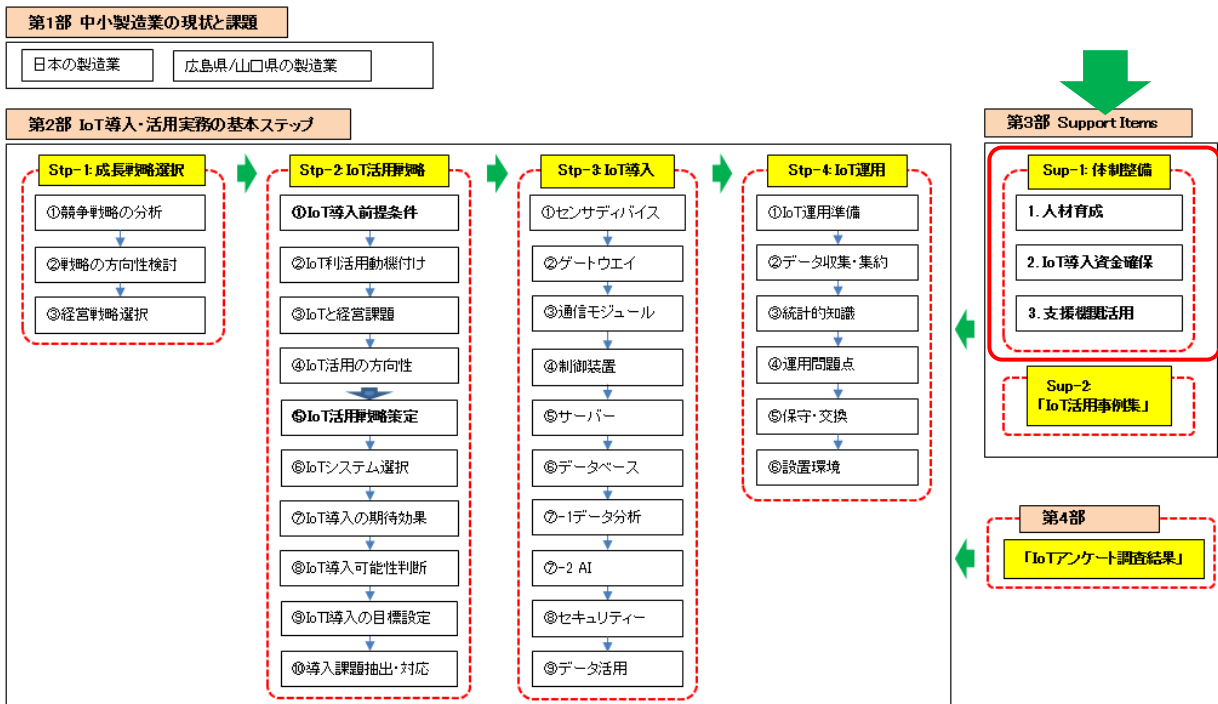 第1部 中小製造業の現状と課題
日本の製造業
広島県/山口県の製造業
第2部 IoT導入・活用実務の基本ステップ
Stp-1:成長戦略選択
①競争戦略の分析
②戦略の方向性検討
③経営戦略選択
Stp-2:IoT活用戦略
①IoT導入前提条件
②IoT利活用動機付け
③IoTと経営課題
④IoT活用の方向性
⑤IoT活用戦略策定
⑥IoTシステム選択
⑦IoT導入の期待効果
⑧IoT導入可能性判断
⑨IoTI導入の目標設定
⑩導入課題抽出・対応
Stp-3:IoT導入
①センサデバイス
②ゲートウエイ
③通信モジュール
④制御装置
⑤サーバー
⑥データベース
⑦-1データ分析
⑦-2 AI
⑧セキュリティー
⑨データ活用
Stp-4:IoT運用
①IoT運用準備
②データ収集・集約
③統計的知識
④運用問題点
⑤保守・交換
⑥設置環境
第3部 Support Items
Sup-1:体制整備
1.人材育成
2.IoT導入資金確保
3.支援機関活用
Sup-2:
「IoT活用事例集」
第4部
「IoTアンケート調査結果」